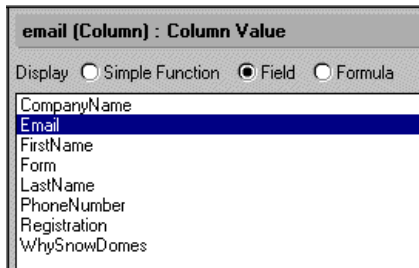 email (Column) : Column Value
Display Simple Function Field Formula
CompanyName
Email
FirstName
Form
LastName
PhoneNumber
Registration
WhySnowDomes